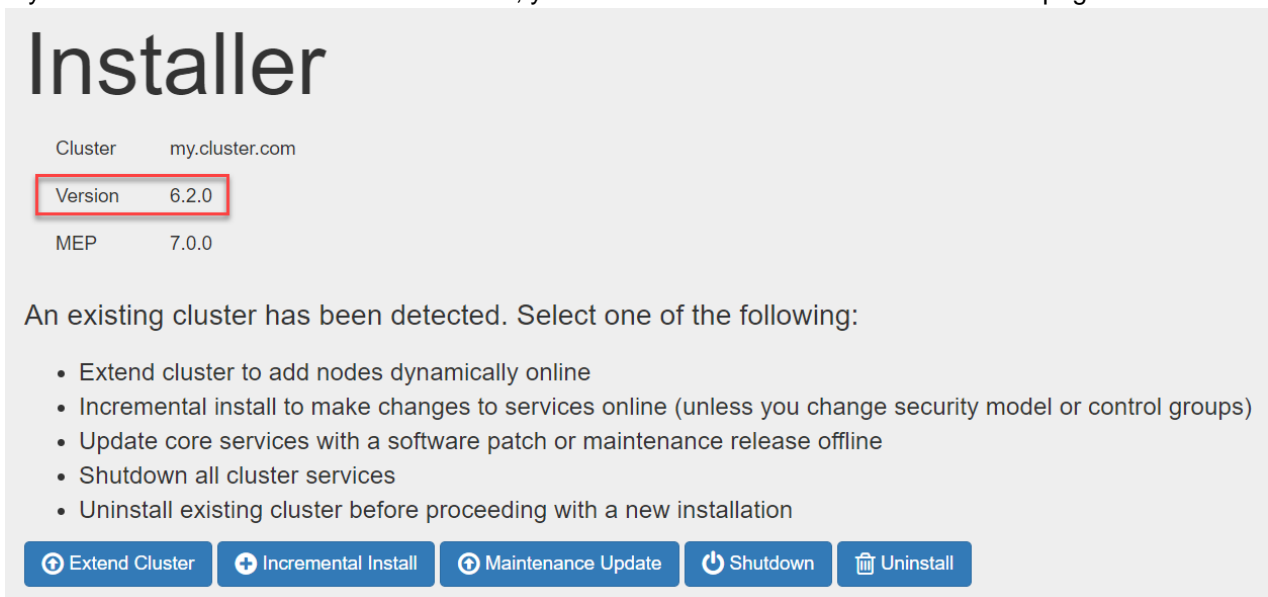 Installer
Cluster my.cluster.com
Version 6.2.0
MEP 7.0.0
An existing cluster has been detected. Select one of the following:
• Extend cluster to add nodes dynamically online
• Incremental install to make changes to services online (unless you change security model or control groups)
• Update core services with a software patch or maintenance release offline
• Shutdown all cluster services
• Uninstall existing cluster before proceeding with a new installation
Extend Cluster Incremental Install Maintenance Update Shutdown Uninstall